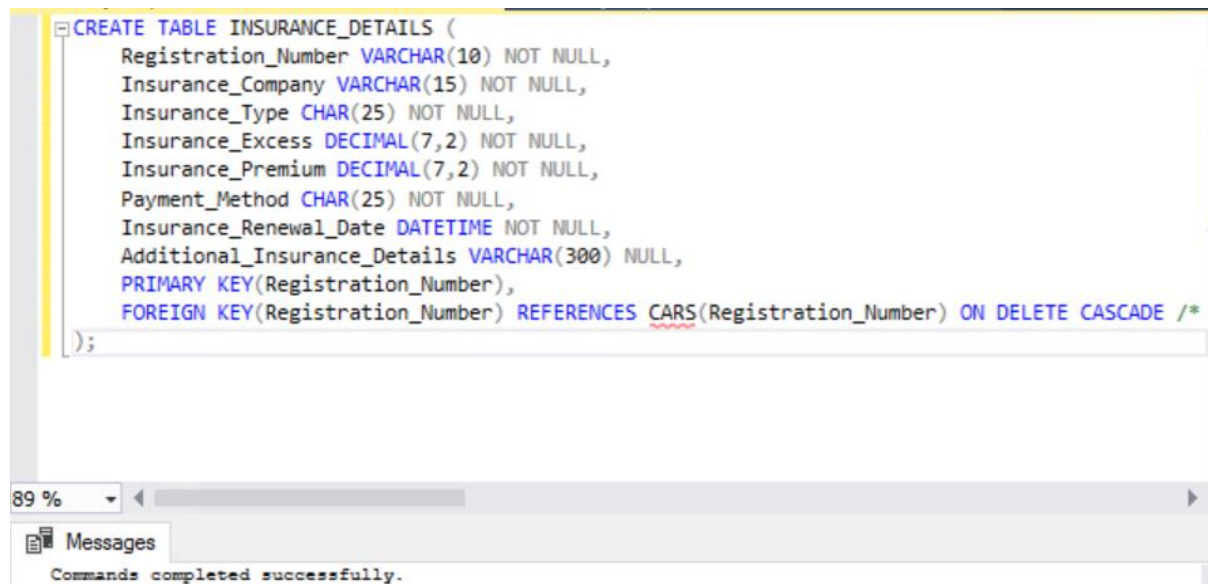 CREATE TABLE INSURANCE_DETAILS (
Registration_Number VARCHAR(10) NOT NULL,
Insurance_Company VARCHAR(15) NOT NULL,
Insurance_Type CHAR(25) NOT NULL,
Insurance_Excess DECIMAL(7,2) NOT NULL,
Insurance_Premium DECIMAL(7,2) NOT NULL,
Payment_Method CHAR(25) NOT NULL,
Insurance_Renewal_Date DATETIME NOT NULL,
Additional_Insurance_Details VARCHAR(300) NULL,
PRIMARY KEY(Registration_Number),
FOREIGN KEY(Registration_Number) REFERENCES CARS(Registration_Number) ON DELETE CASCADE /*
);
89 %
Messages
Commands completed successfully.